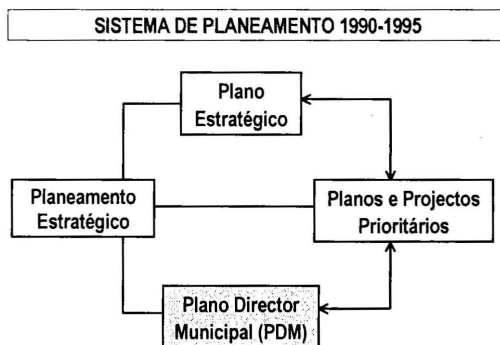 SISTEMA DE PLANEAMENTO 1990-1995
Plano
Estratégico
Planeamento
Estratégico
Planos e Projectos
Prioritários
Plano Director
Municipal (PDM)